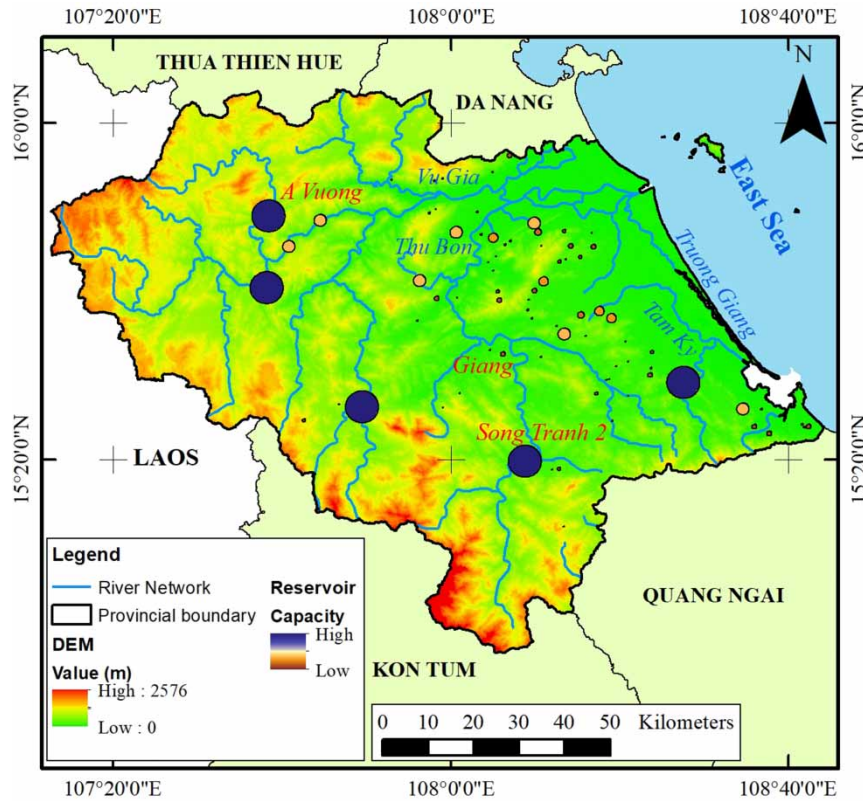 107°20'0"E
108°0'0"E
108°40'0"E
THUA THIEN HUE
N
DA NANG
16°0'0"N
16°0'0"N
Vu Gia
A Vuong
East Sea
Thu Bon
Truong Giang
Tam Ky
Giang
Song Tranh 2
LAOS
15°20'0"N
15°20'0"N
Legend
River Network
Provincial boundary
DEM
Value (m)
High : 2576
Low : 0
Reservoir
Capacity
High
Low
QUANG NGAI
KON TUM
0 10 20 30 40 50 Kilometers
107°20'0"E
108°0'0"E
108°40'0"E